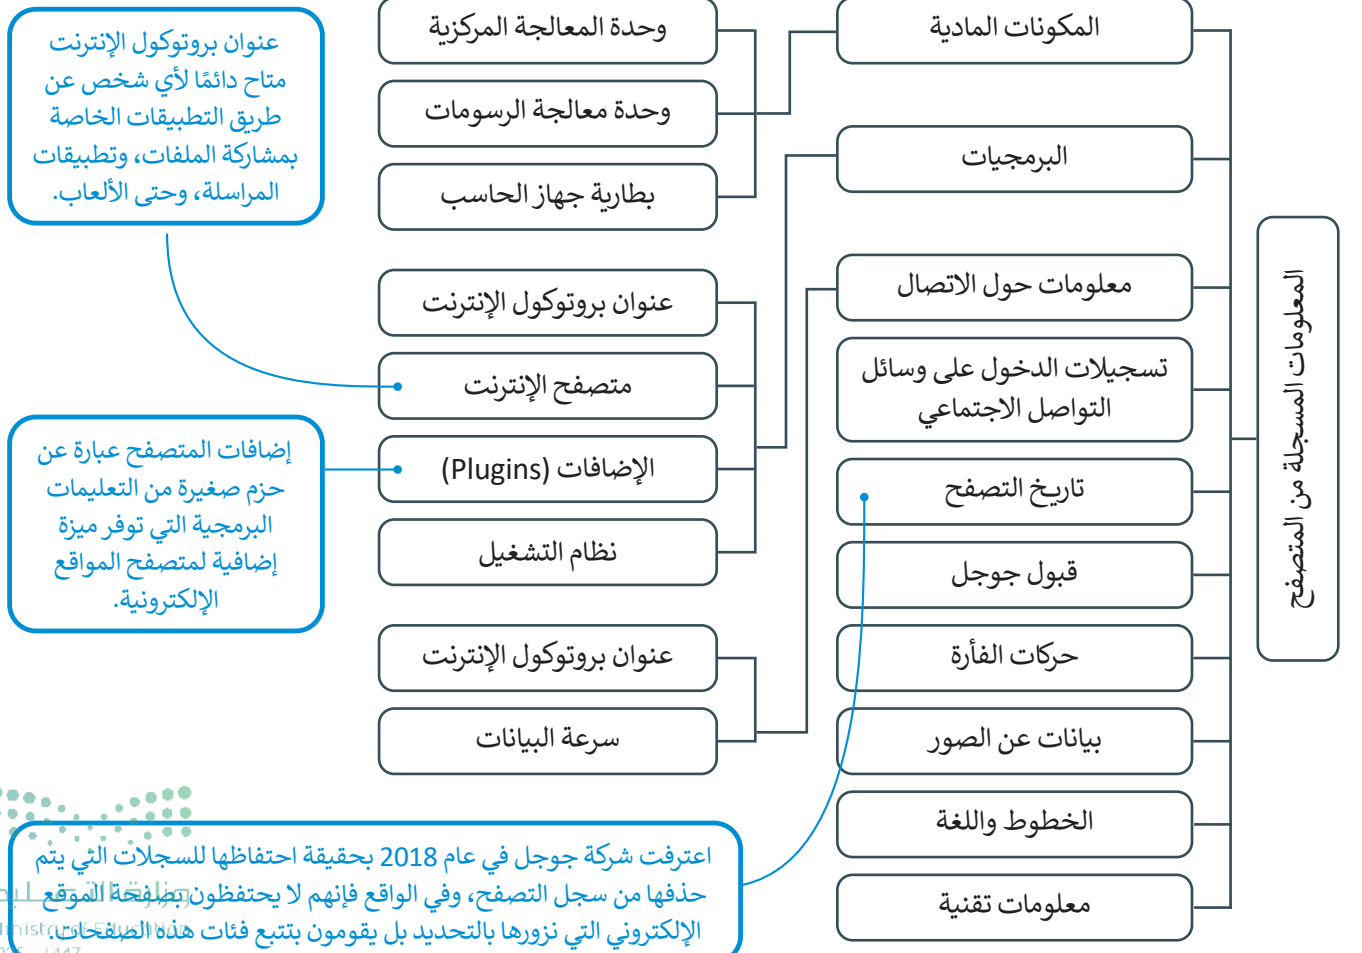 المعلومات المسجلة من المتصفح
المكونات المادية
وحدة المعالجة المركزية
وحدة معالجة الرسومات
بطارية جهاز الحاسب
البرمجيات
عنوان بروتوكول الإنترنت
متصفح الإنترنت
الإضافات (Plugins)
نظام التشغيل
معلومات حول الاتصال
عنوان بروتوكول الإنترنت
سرعة البيانات
تسجيلات الدخول على وسائل
التواصل الاجتماعي
تاريخ التصفح
قبول جوجل
حركات الفأرة
بيانات عن الصور
الخطوط واللغة
معلومات تقنية
عنوان بروتوكول الإنترنت
متاح دائمًا لأي شخص عن
طريق التطبيقات الخاصة
بمشاركة الملفات، وتطبيقات
المراسلة، وحتى الألعاب.
إضافات المتصفح عبارة عن
حزم صغيرة من التعليمات
البرمجية التي توفر ميزة
إضافية لمتصفح المواقع
الإلكترونية.
اعترفت شركة جوجل في عام 2018 بحقيقة احتفاظها للسجلات التي يتم
حذفها من سجل التصفح، وفي الواقع فإنهم لا يحتفظون بصفحة الموقع
الإلكتروني التي نزورها بالتحديد بل يقومون بتتبع فئات هذه الصفحات.